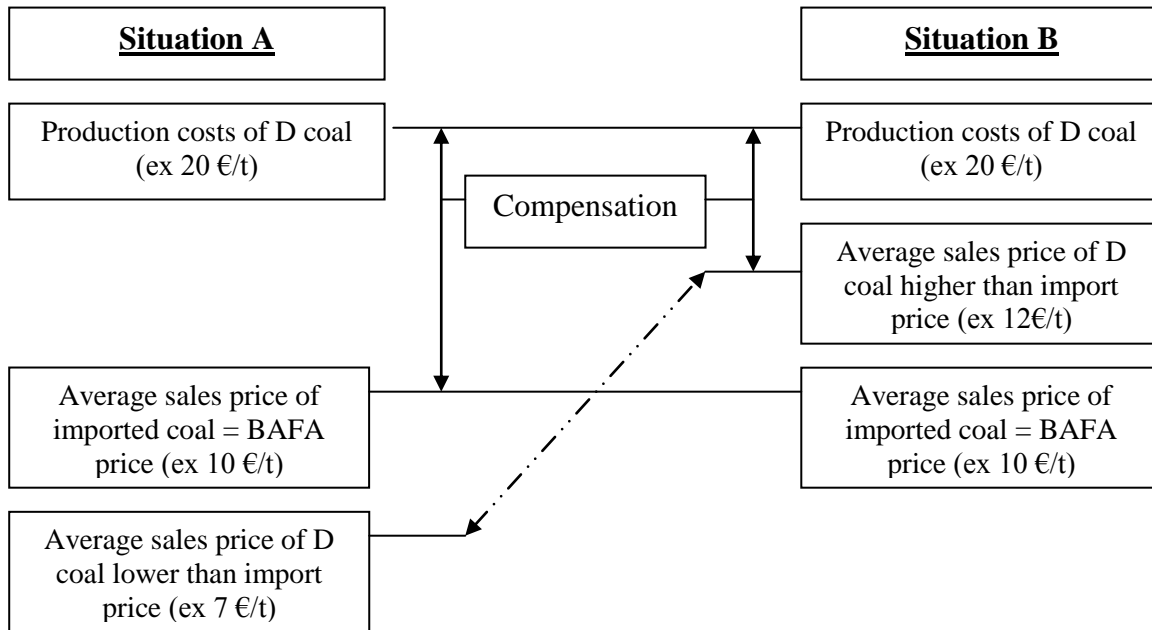 Situation A
Situation B
Production costs of D coal
(ex 20 €/t)
Production costs of D coal
(ex 20 €/t)
Compensation
Average sales price of D
coal higher than import
price (ex 12€/t)
Average sales price of
imported coal = BAFA
price (ex 10 €/t)
Average sales price of
imported coal = BAFA
price (ex 10 €/t)
Average sales price of D
coal lower than import
price (ex 7 €/t)